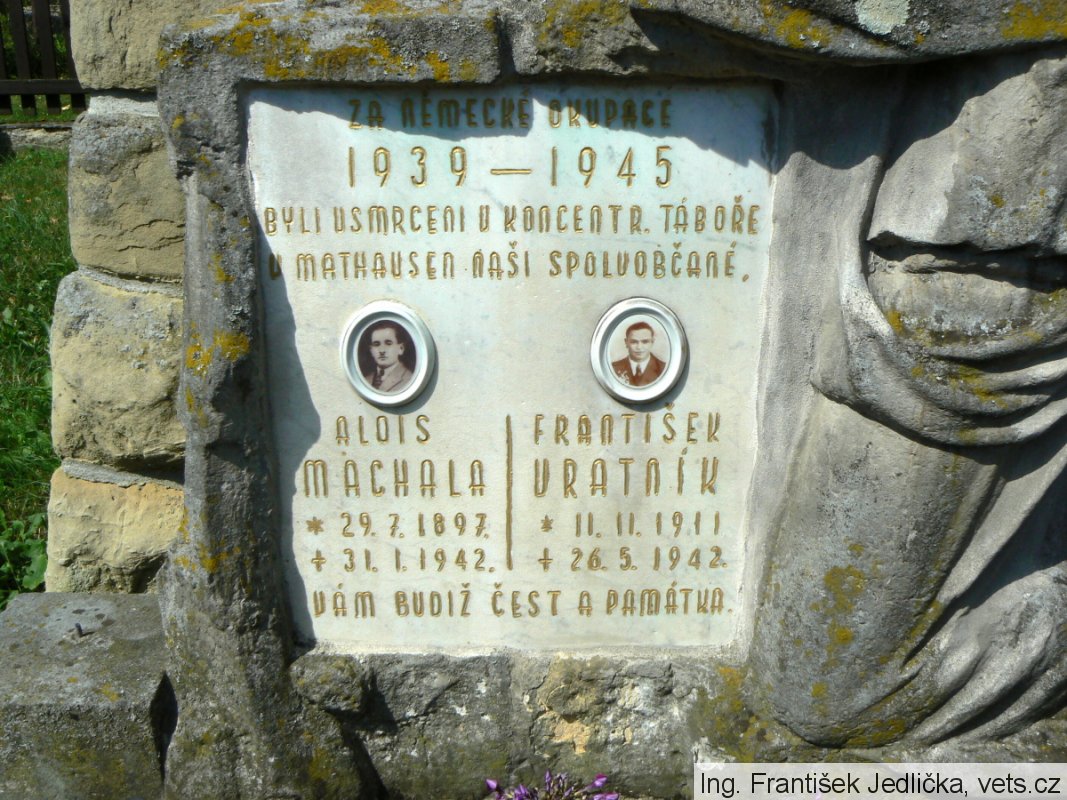 ZA NĚMECKÉ OKUPACE
1939 — 1945
BYLI USMRCENI V KONCENTR. TÁBOŘE
V MATHAUSEN NAŠI SPOLUOBČANÉ,
ALOIS
MACHALA
* 29. 7. 1897.
+ 31. 1. 1942.
FRANTIŠEK
VRATNÍK
* 11. 11. 1911
+ 26. 5. 1942.
VÁM BUDIŽ ČEST A PAMÁTKA.
Ing. František Jedlička, vets.cz